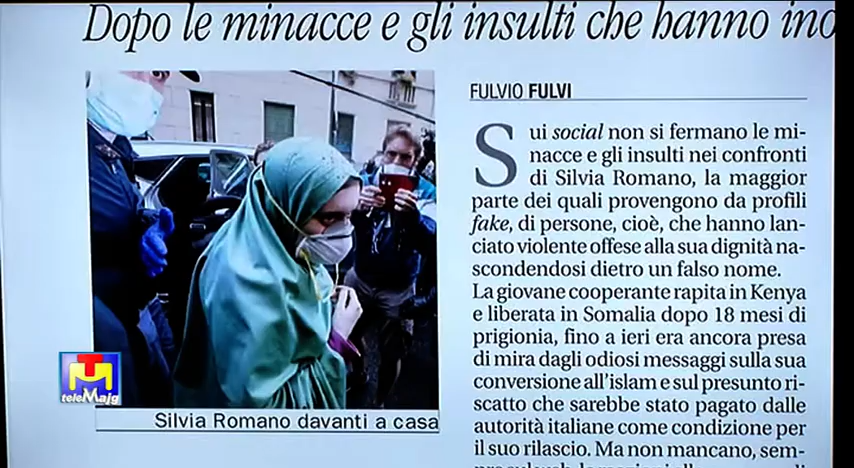 Dopo le minacce e gli insulti che hanno
FULVIO FULVI
Sui social non si fermano le mi-
nacce e gli insulti nei confronti
di Silvia Romano, la maggior
parte dei quali provengono da profili
fake, di persone, cioè, che hanno lan-
ciato violente offese alla sua dignità na-
scondendosi dietro un falso nome.
La giovane cooperante rapita in Kenya
e liberata in Somalia dopo 18 mesi di
prigionia, fino a ieri era ancora presa
di mira dagli odiosi messaggi sulla sua
conversione all'islam e sul presunto ri-
scatto che sarebbe stato pagato dalle
autorità italiane come condizione per
il suo rilascio. Ma non mancano, sem-
Silvia Romano davanti a casa
TM
teleMajg